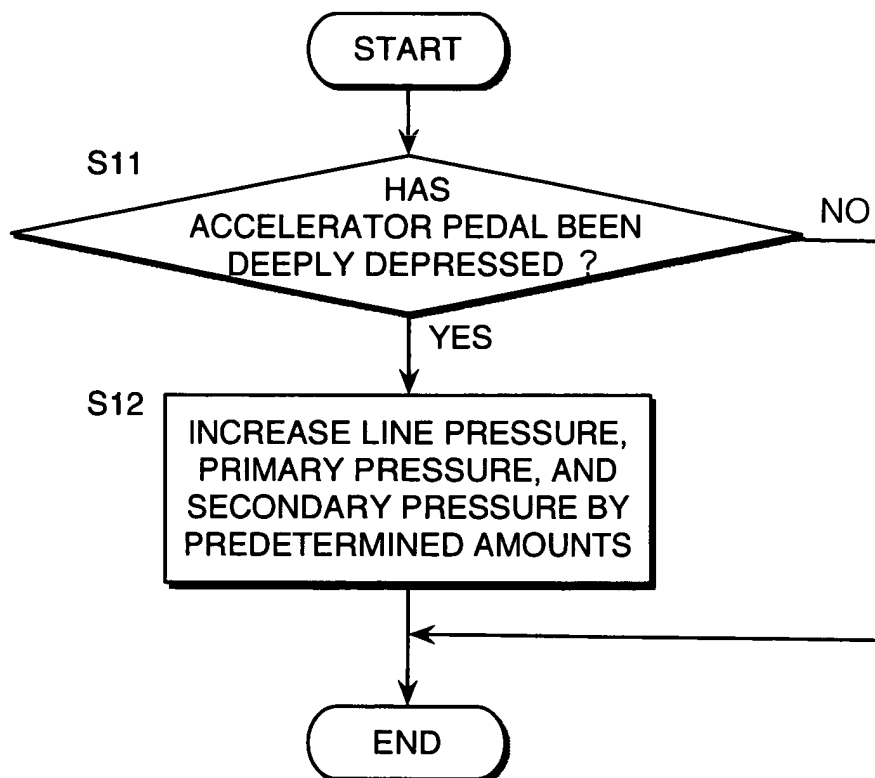 START
S11
HAS
ACCELERATOR PEDAL BEEN
DEEPLY DEPRESSED ?
NO
YES
S12
INCREASE LINE PRESSURE,
PRIMARY PRESSURE, AND
SECONDARY PRESSURE BY
PREDETERMINED AMOUNTS
END